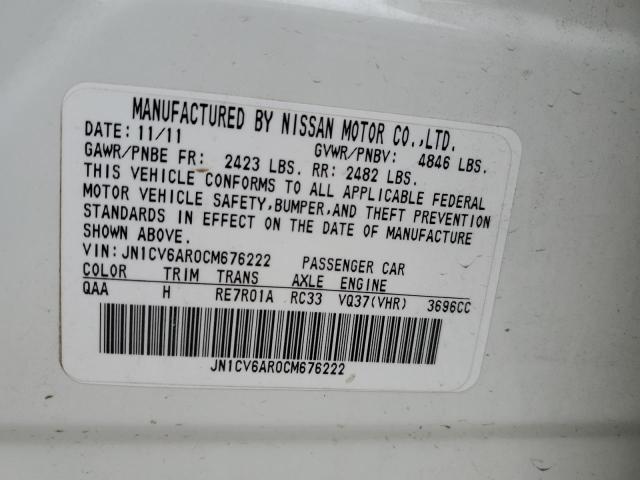 MANUFACTURED BY NISSAN MOTOR CO.,LTD.
DATE: 11/11 GVWR/PNBV: 4846 LBS.
GAWR/PNBE FR: 2423 LBS. RR: 2482 LBS.
THIS VEHICLE CONFORMS TO ALL APPLICABLE FEDERAL
MOTOR VEHICLE SAFETY,BUMPER,AND THEFT PREVENTION
STANDARDS IN EFFECT ON THE DATE OF MANUFACTURE
SHOWN ABOVE.
VIN: JN1CV6AR0CM676222 PASSENGER CAR
COLOR TRIM TRANS AXLE ENGINE
QAA H RE7R01A RC33 VQ37(VHR) 3696CC
JN1CV6AR0CM676222